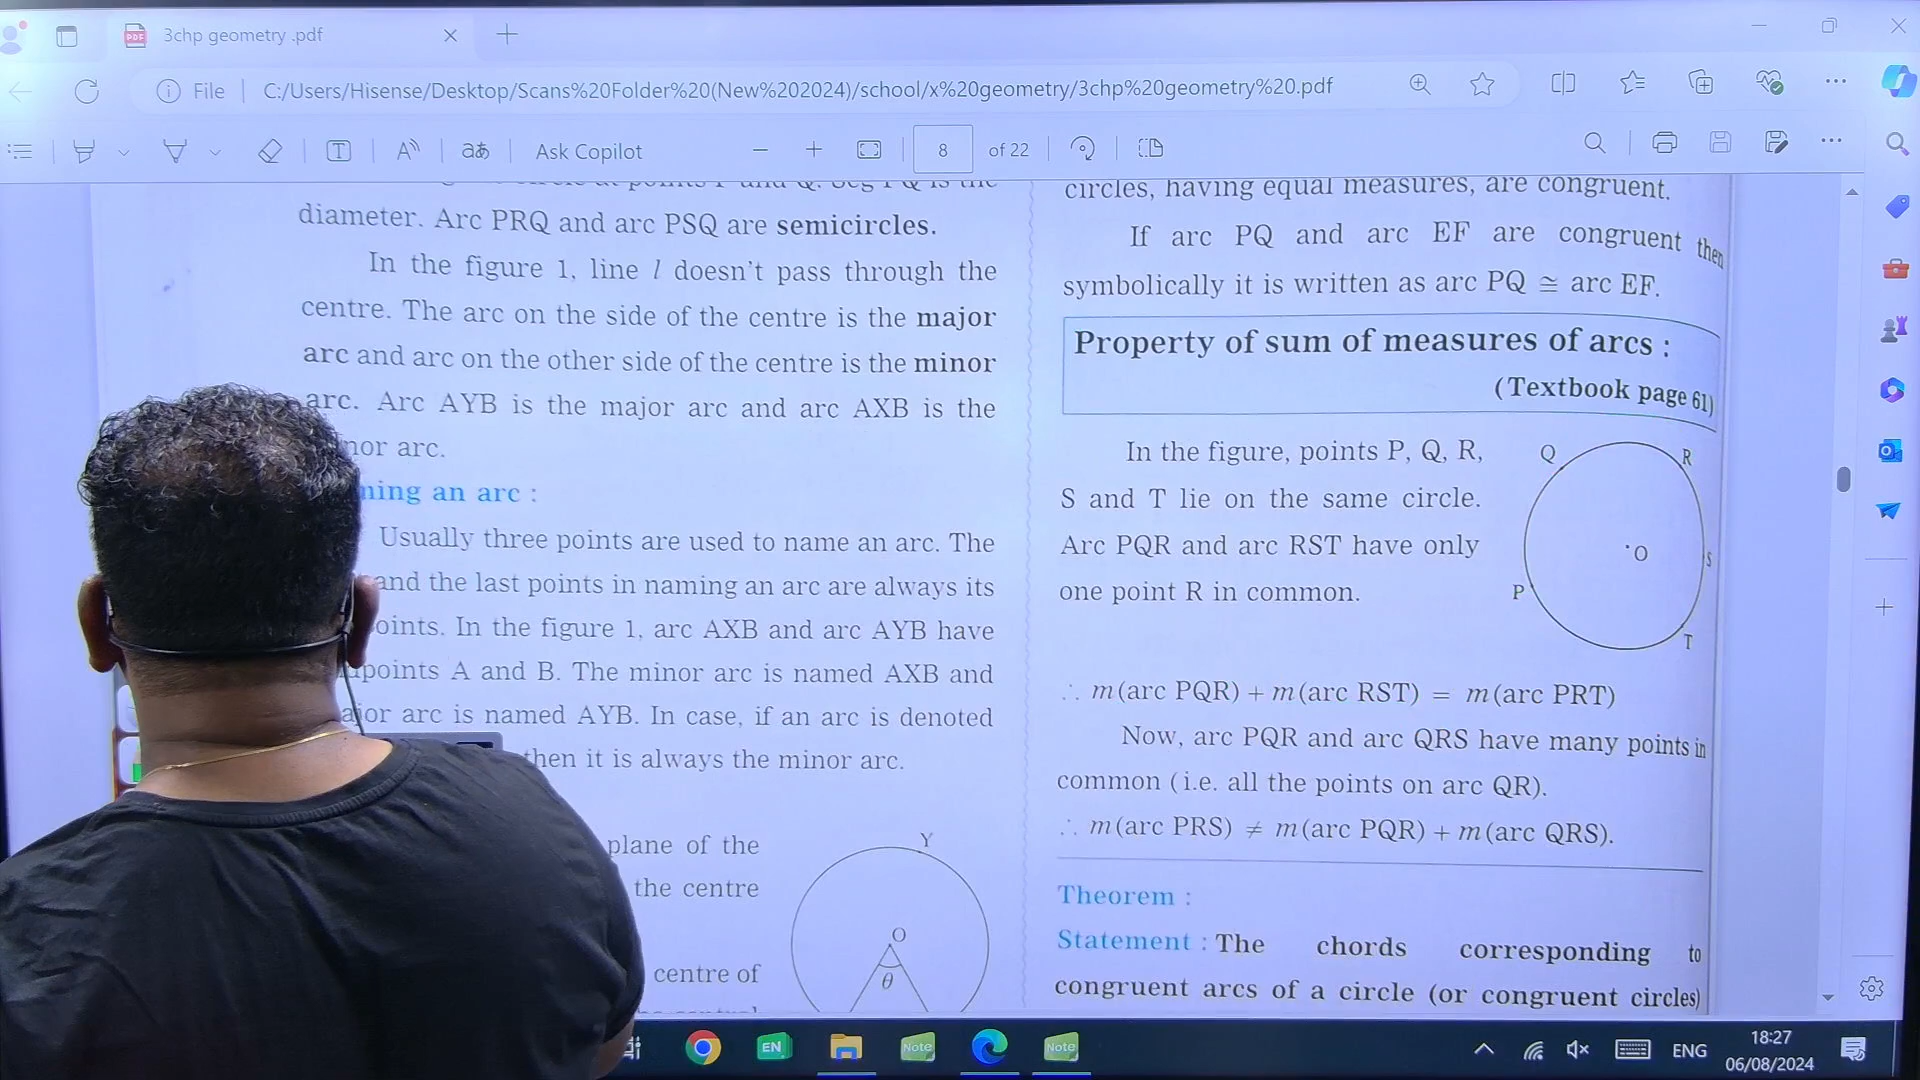 3chp geometry .pdf
File
C:/Users/Hisense/Desktop/Scans%20Folder%20(New%202024)/school/x%20geometry/3chp%20geometry%20.pdf
Ask Copilot
8 of 22
diameter. Arc PRQ and arc PSQ are semicircles.
In the figure 1, line l doesn't pass through the
centre. The arc on the side of the centre is the major
arc and arc on the other side of the centre is the minor
arc. Arc AYB is the major arc and arc AXB is the
nor arc.
ning an arc :
Usually three points are used to name an arc. The
and the last points in naming an arc are always its
oints. In the figure 1, arc AXB and arc AYB have
points A and B. The minor arc is named AXB and
ajor arc is named AYB. In case, if an arc is denoted
then it is always the minor arc.
plane of the
the centre
centre of
Y
O
θ
circles, having equal measures, are congruent.
If arc PQ and arc EF are congruent then
symbolically it is written as arc PQ ≅ arc EF.
Property of sum of measures of arcs :
(Textbook page 61)
In the figure, points P, Q, R,
S and T lie on the same circle.
Arc PQR and arc RST have only
one point R in common.
Q
R
O
S
P
T
∴ m(arc PQR) + m(arc RST) = m(arc PRT)
Now, arc PQR and arc QRS have many points in
common (i.e. all the points on arc QR).
∴ m(arc PRS) ≠ m(arc PQR) + m(arc QRS).
Theorem :
Statement : The chords corresponding to
congruent arcs of a circle (or congruent circles)
EN
Note
Note
ENG
18:27
06/08/2024